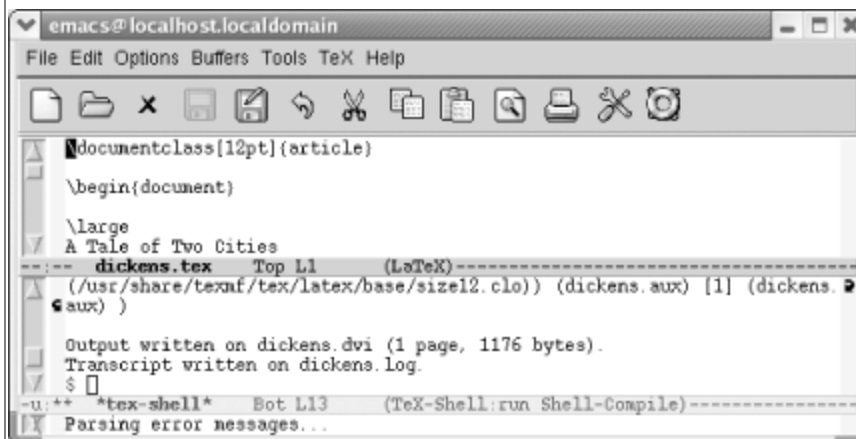 emacs@localhost.localdomain
File Edit Options Buffers Tools TeX Help
\documentclass[12pt]{article}
\begin{document}
\large
A Tale of Two Cities
--:-- dickens.tex Top L1 (LaTeX)--------------------------------------
(/usr/share/texmf/tex/latex/base/size12.clo)) (dickens.aux) [1] (dickens.
aux) )
Output written on dickens.dvi (1 page, 1176 bytes).
Transcript written on dickens.log.
$
-u:** *tex-shell* Bot L13 (TeX-Shell:run Shell-Compile)----------------
Parsing error messages...